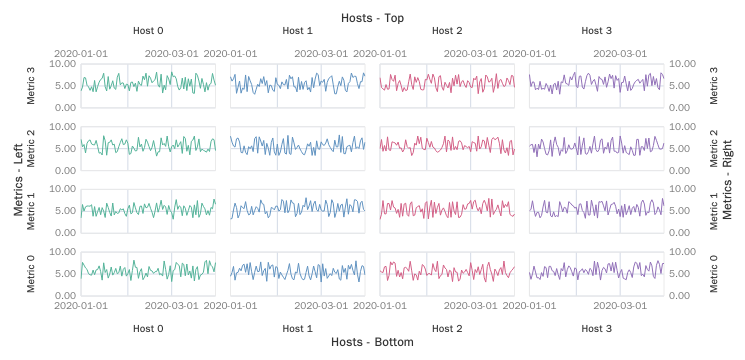 Hosts - Top
Host 0 Host 1 Host 2 Host 3
2020-01-01 2020-03-01 2020-01-01 2020-03-01 2020-01-01 2020-03-01 2020-01-01 2020-03-01
Metrics - Left
Metric 3 10.00 5.00 0.00 10.00 5.00 0.00 Metric 3
Metric 2 10.00 5.00 0.00 10.00 5.00 0.00 Metric 2
Metric 1 10.00 5.00 0.00 10.00 5.00 0.00 Metric 1
Metric 0 10.00 5.00 0.00 10.00 5.00 0.00 Metric 0
Metrics - Right
2020-01-01 2020-03-01 2020-01-01 2020-03-01 2020-01-01 2020-03-01 2020-01-01 2020-03-01
Host 0 Host 1 Host 2 Host 3
Hosts - Bottom